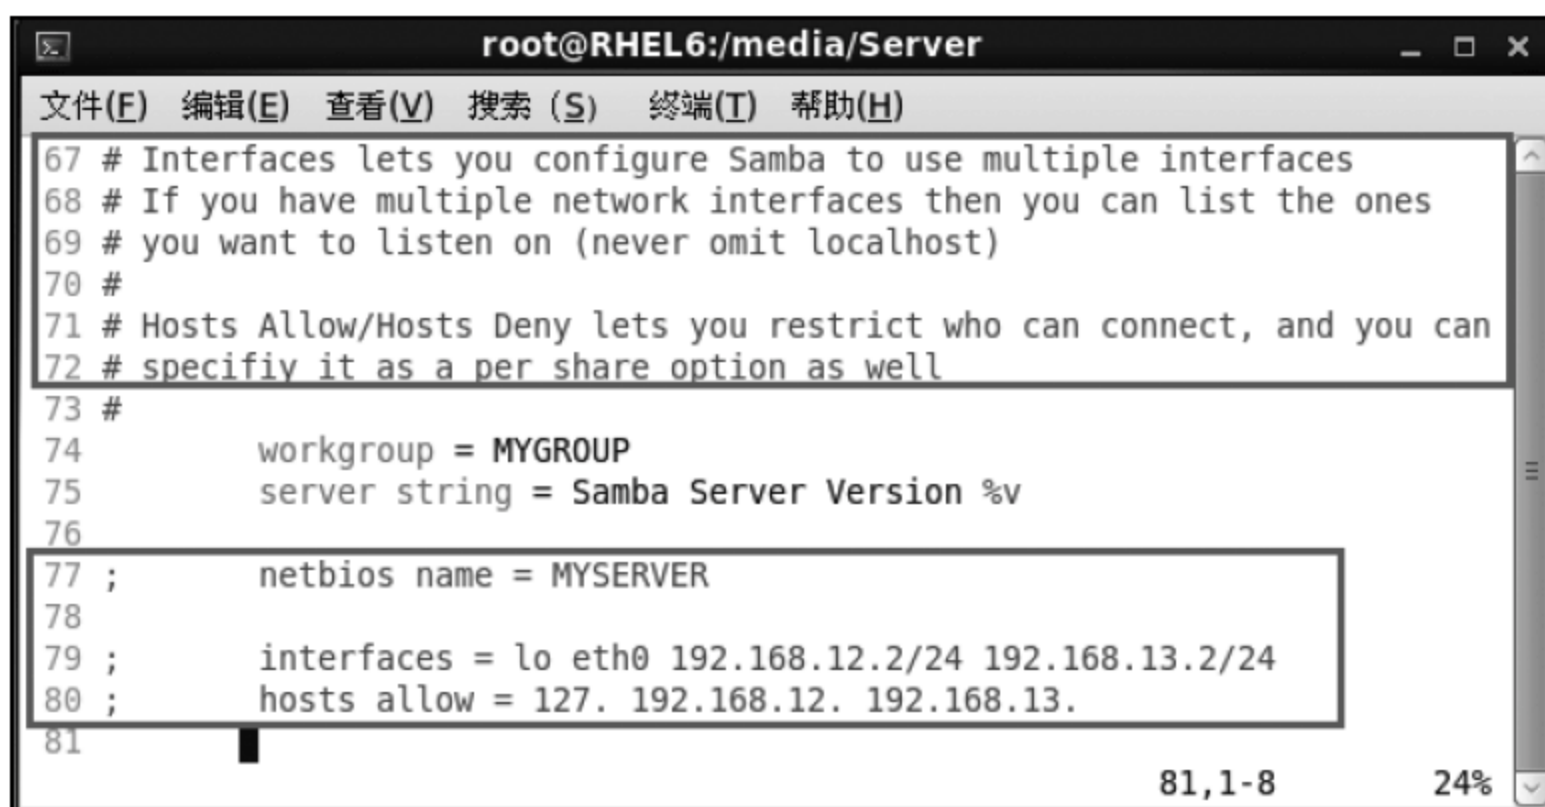 root@RHEL6:/media/Server
文件(F) 编辑(E) 查看(V) 搜索 (S) 终端(T) 帮助(H)
67 # Interfaces lets you configure Samba to use multiple interfaces
68 # If you have multiple network interfaces then you can list the ones
69 # you want to listen on (never omit localhost)
70 #
71 # Hosts Allow/Hosts Deny lets you restrict who can connect, and you can
72 # specifiy it as a per share option as well
73 #
74 workgroup = MYGROUP
75 server string = Samba Server Version %v
76
77 ; netbios name = MYSERVER
78
79 ; interfaces = lo eth0 192.168.12.2/24 192.168.13.2/24
80 ; hosts allow = 127. 192.168.12. 192.168.13.
81
81,1-8 24%